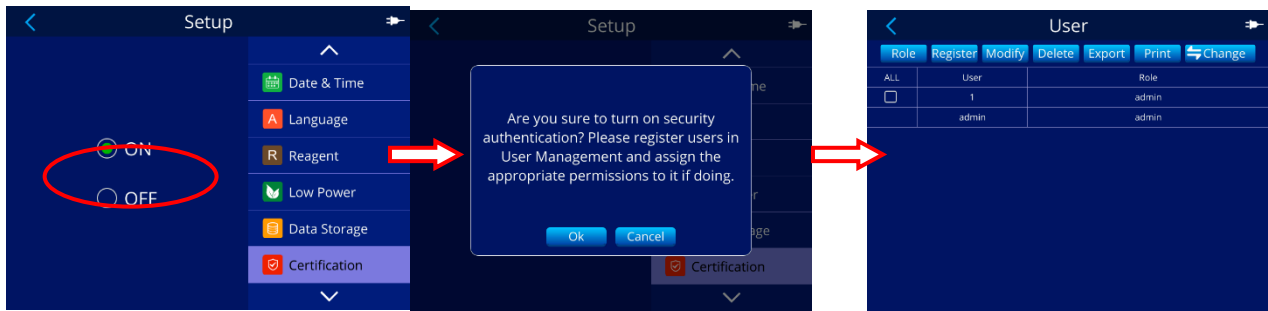 Setup
ON
OFF
Date & Time
A Language
R Reagent
Low Power
Data Storage
Certification
Setup
me
Are you sure to turn on security
authentication? Please register users in
User Management and assign the
appropriate permissions to it if doing.
r
age
Ok Cancel
Certification
User
Role Register Modify Delete Export Print Change
ALL User Role
1 admin
admin admin